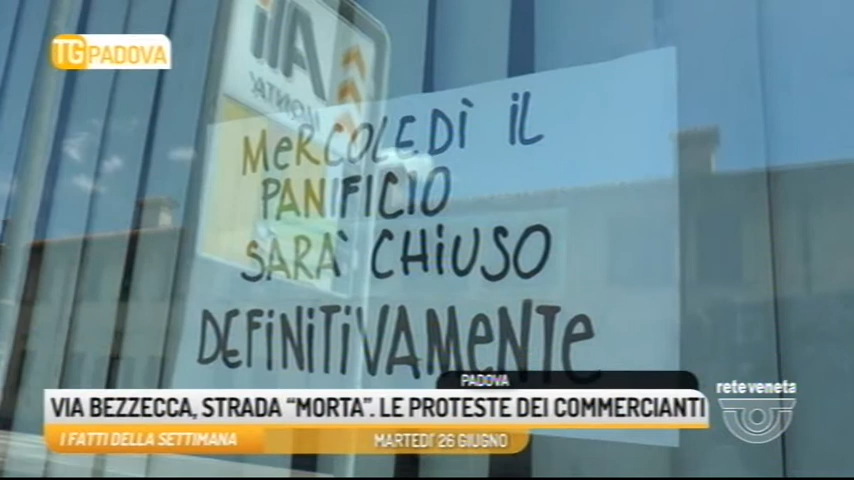 TG PADOVA
Ali
MERCOLEDÌ IL
PANIFICIO
SARÀ CHIUSO
DEFINITIVAMENTE
PADOVA
VIA BEZZECCA, STRADA “MORTA”. LE PROTESTE DEI COMMERCIANTI
I FATTI DELLA SETTIMANA
MARTEDÌ 26 GIUGNO
rete veneta